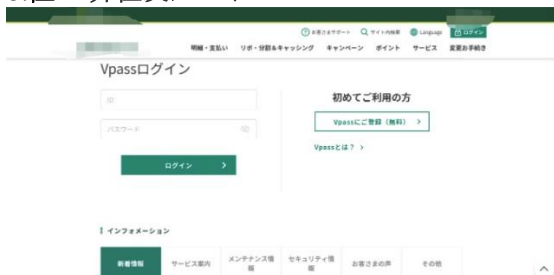 お客さまサポート サイト内検索 Language ログイン
明細・支払い リボ・分割&キャッシング キャンペーン ポイント サービス 変更お手続き
Vpassログイン
ID
パスワード
ログイン
初めてご利用の方
Vpassにご登録（無料）
Vpassとは？
インフォメーション
新着情報 サービス案内 メンテナンス情報 セキュリティ情報 お客さまの声 その他